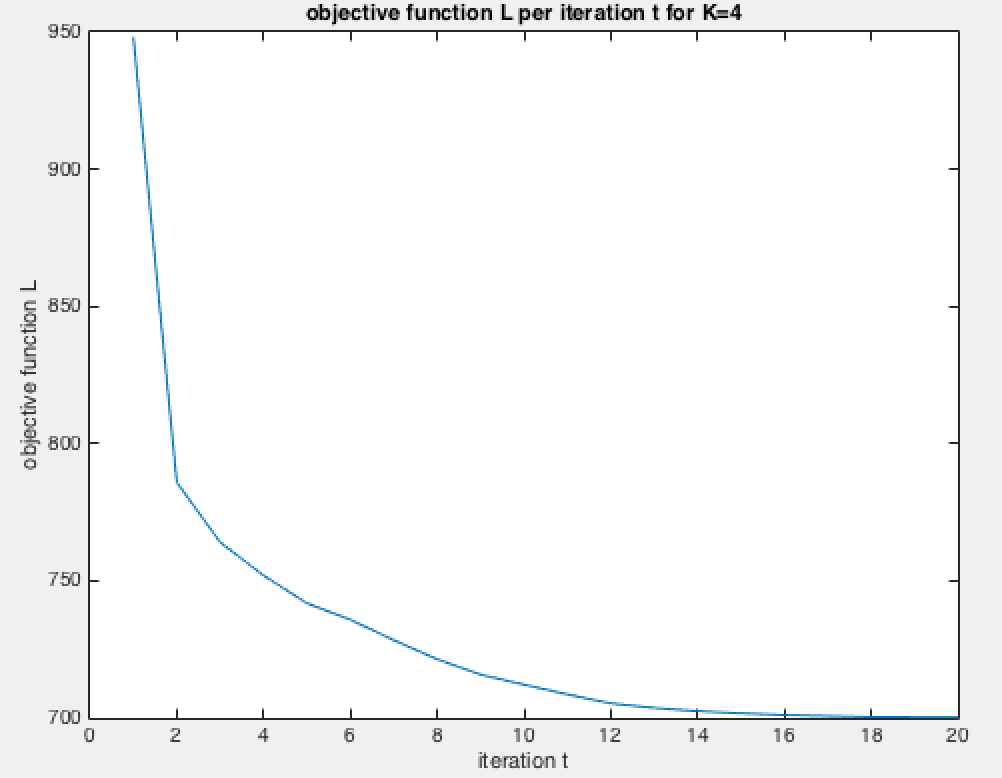 objective function L per iteration t for K=4
950
900
850
800
750
700
objective function L
0 2 4 6 8 10 12 14 16 18 20
iteration t